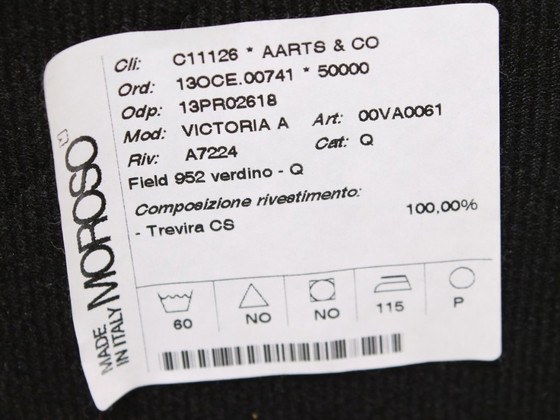 Cli: C11126 * AARTS & CO
Ord: 13OCE.00741 * 50000
Odp: 13PR02618
Mod: VICTORIA A Art: 00VA0061
Riv: A7224 Cat: Q
Field 952 verdino - Q
Composizione rivestimento:
- Trevira CS 100,00%
60 NO NO 115 P
MOROSO
MADE
IN ITALY